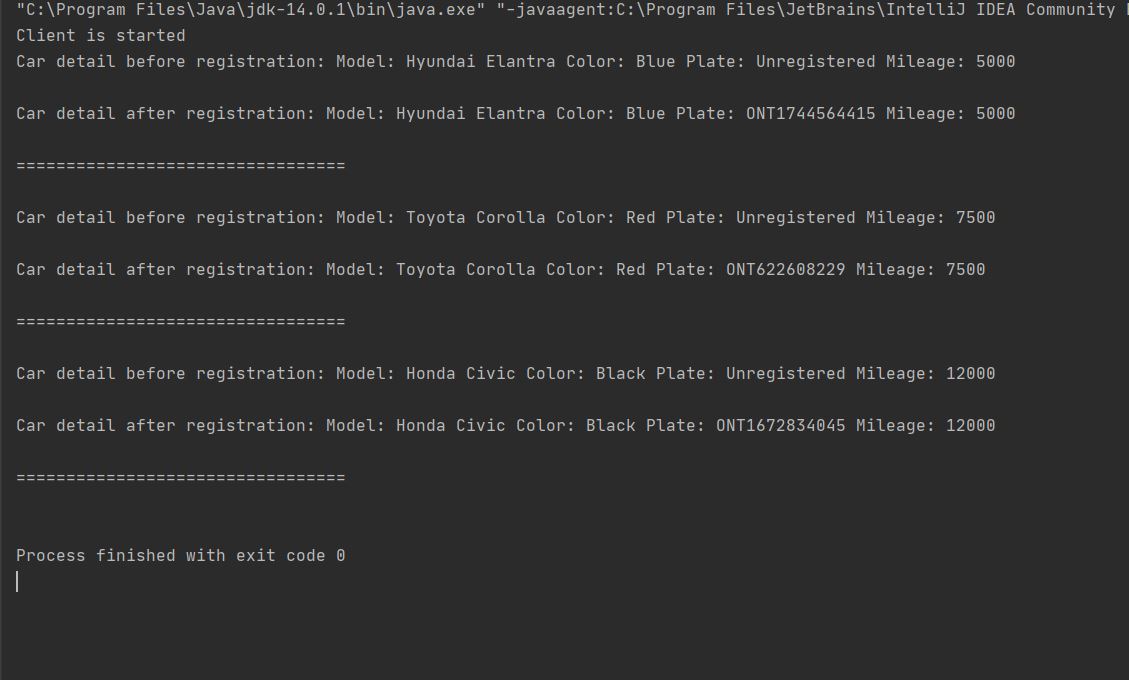 "C:\Program Files\Java\jdk-14.0.1\bin\java.exe" "-javaagent:C:\Program Files\JetBrains\IntelliJ IDEA Community
Client is started
Car detail before registration: Model: Hyundai Elantra Color: Blue Plate: Unregistered Mileage: 5000
Car detail after registration: Model: Hyundai Elantra Color: Blue Plate: ONT1744564415 Mileage: 5000
=================================
Car detail before registration: Model: Toyota Corolla Color: Red Plate: Unregistered Mileage: 7500
Car detail after registration: Model: Toyota Corolla Color: Red Plate: ONT622608229 Mileage: 7500
=================================
Car detail before registration: Model: Honda Civic Color: Black Plate: Unregistered Mileage: 12000
Car detail after registration: Model: Honda Civic Color: Black Plate: ONT1672834045 Mileage: 12000
=================================
Process finished with exit code 0